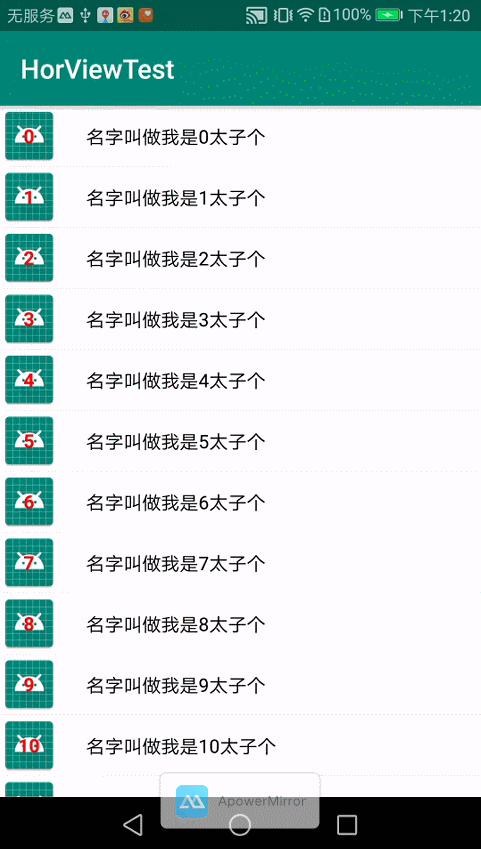 无服务 100% 下午1:20
HorViewTest
0 名字叫做我是0太子个
1 名字叫做我是1太子个
2 名字叫做我是2太子个
3 名字叫做我是3太子个
4 名字叫做我是4太子个
5 名字叫做我是5太子个
6 名字叫做我是6太子个
7 名字叫做我是7太子个
8 名字叫做我是8太子个
9 名字叫做我是9太子个
10 名字叫做我是10太子个
ApowerMirror